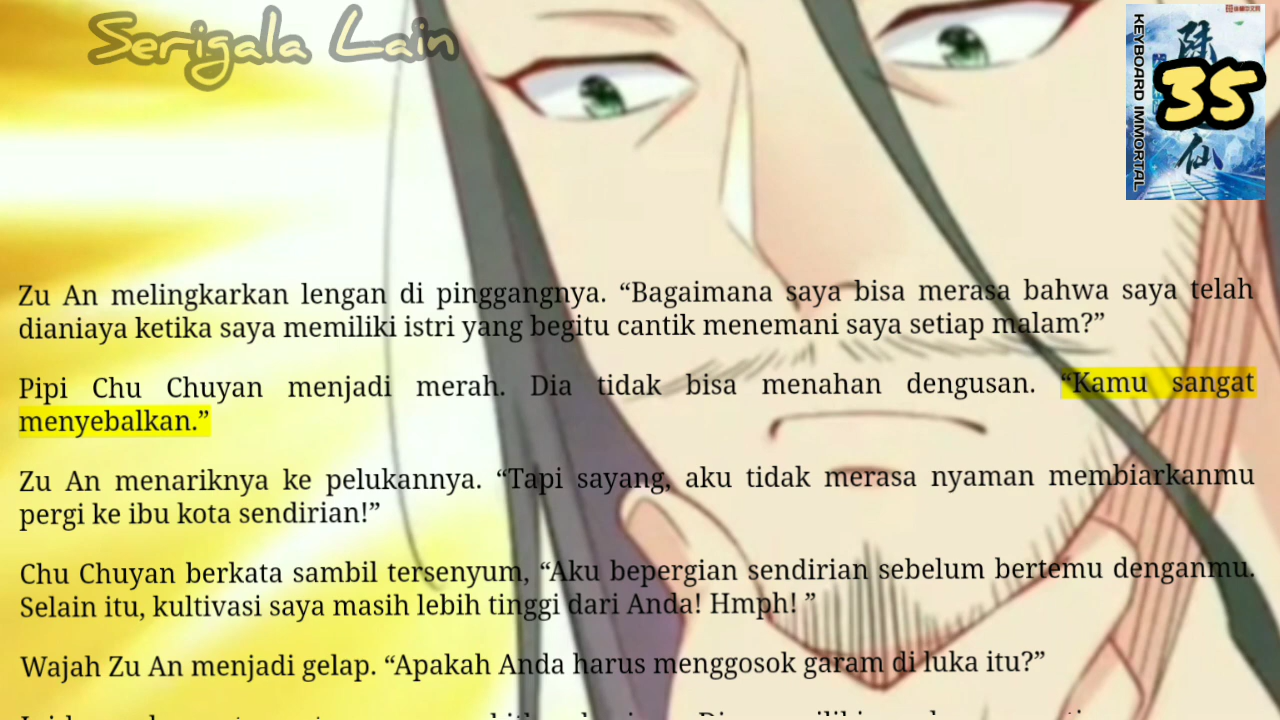 Serigala Lain
KEYBOARD IMMORTAL
35
仙
Zu An melingkarkan lengan di pinggangnya. “Bagaimana saya bisa merasa bahwa saya telah
dianiaya ketika saya memiliki istri yang begitu cantik menemani saya setiap malam?”
Pipi Chu Chuyan menjadi merah. Dia tidak bisa menahan dengusan. “Kamu sangat
menyebalkan.”
Zu An menariknya ke pelukannya. “Tapi sayang, aku tidak merasa nyaman membiarkanmu
pergi ke ibu kota sendirian!”
Chu Chuyan berkata sambil tersenyum, “Aku bepergian sendirian sebelum bertemu denganmu.
Selain itu, kultivasi saya masih lebih tinggi dari Anda! Hmph! ”
Wajah Zu An menjadi gelap. “Apakah Anda harus menggosok garam di luka itu?”